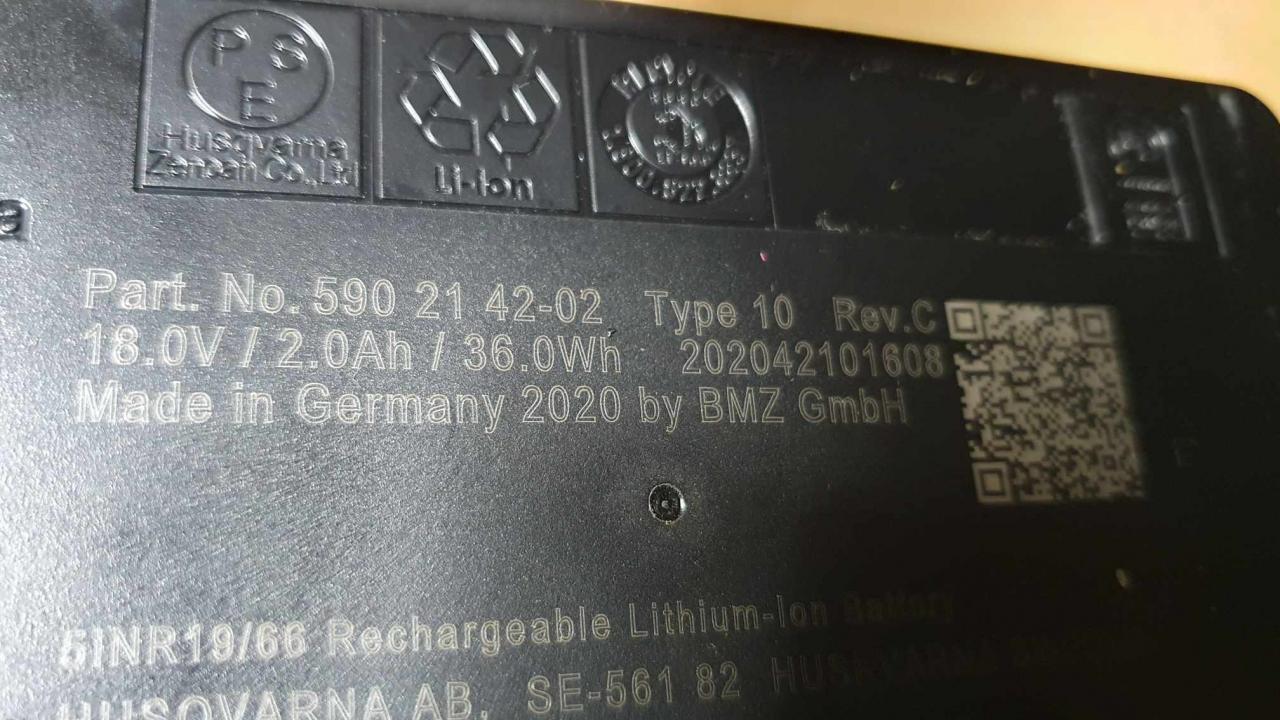 P S
E
Husqvarna
Zenoah Co.,Ltd
Li-Ion
a
Part. No. 590 21 42-02 Type 10 Rev.C
18.0V / 2.0Ah / 36.0Wh 202042101608
Made in Germany 2020 by BMZ GmbH
5INR19/66 Rechargeable Lithium-Ion Battery
HUSQVARNA AB, SE-561 82 HUSKVARNA